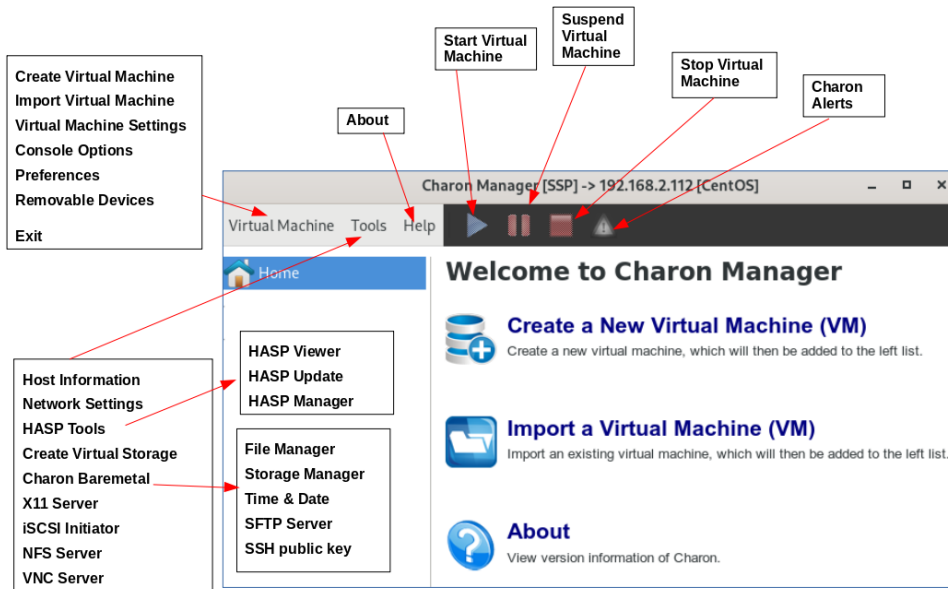 Suspend
Virtual
Machine
Start Virtual
Machine
Stop Virtual
Machine
Charon
Alerts
Create Virtual Machine
Import Virtual Machine
Virtual Machine Settings
Console Options
Preferences
Removable Devices
Exit
About
Charon Manager [SSP] -> 192.168.2.112 [CentOS]
Virtual Machine Tools Help
Home
Welcome to Charon Manager
Create a New Virtual Machine (VM)
Create a new virtual machine, which will then be added to the left list.
Import a Virtual Machine (VM)
Import an existing virtual machine, which will then be added to the left list.
About
View version information of Charon.
HASP Viewer
HASP Update
HASP Manager
File Manager
Storage Manager
Time & Date
SFTP Server
SSH public key
Host Information
Network Settings
HASP Tools
Create Virtual Storage
Charon Baremetal
X11 Server
iSCSI Initiator
NFS Server
VNC Server